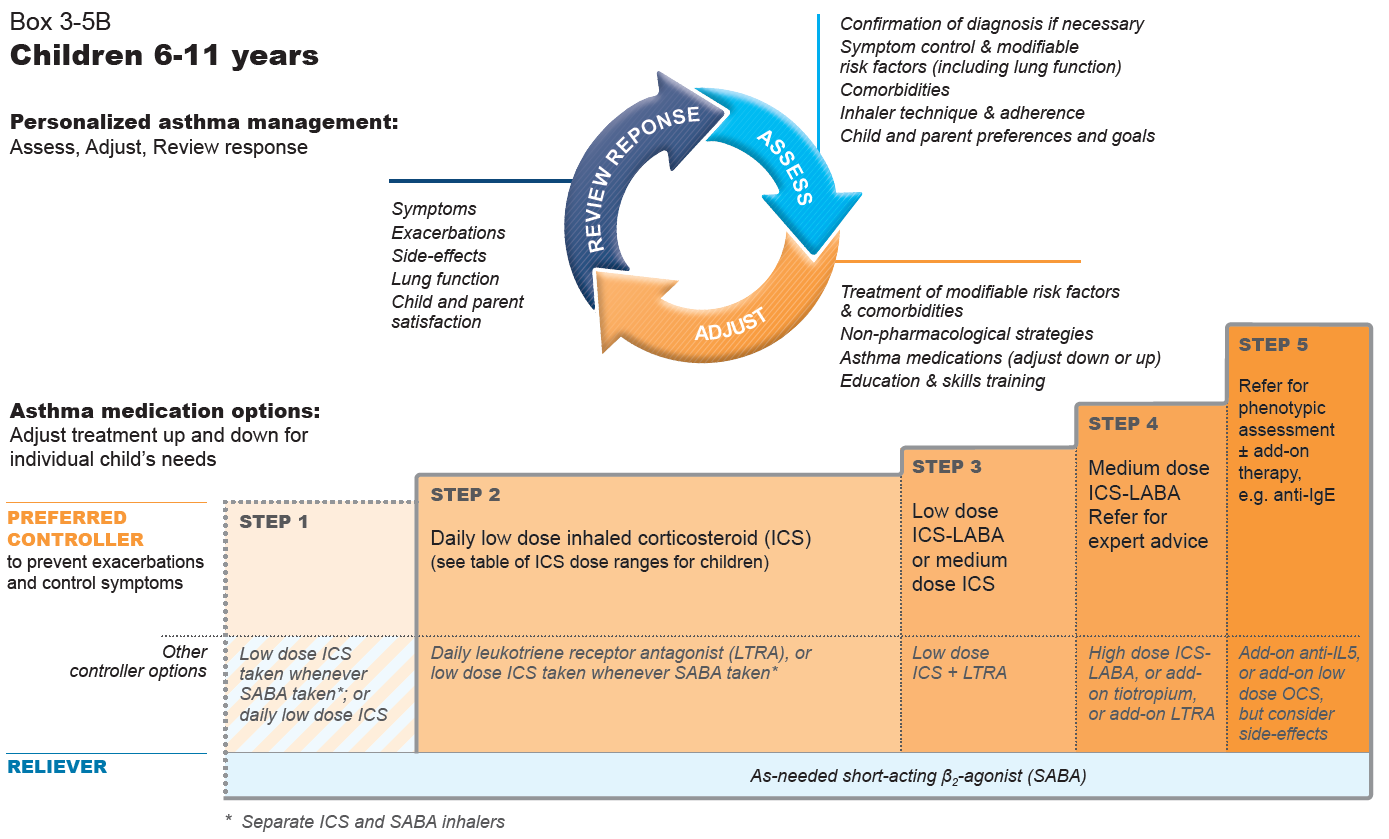 Box 3-5B
Children 6-11 years
Personalized asthma management:
Assess, Adjust, Review response
REVIEW REPONSE
ASSESS
ADJUST
Confirmation of diagnosis if necessary
Symptom control & modifiable
risk factors (including lung function)
Comorbidities
Inhaler technique & adherence
Child and parent preferences and goals
Symptoms
Exacerbations
Side-effects
Lung function
Child and parent
satisfaction
Treatment of modifiable risk factors
& comorbidities
Non-pharmacological strategies
Asthma medications (adjust down or up)
Education & skills training
Asthma medication options:
Adjust treatment up and down for
individual child's needs
PREFERRED
CONTROLLER
to prevent exacerbations
and control symptoms
STEP 1
STEP 2
Daily low dose inhaled corticosteroid (ICS)
(see table of ICS dose ranges for children)
STEP 3
Low dose
ICS-LABA
or medium
dose ICS
STEP 4
Medium dose
ICS-LABA
Refer for
expert advice
STEP 5
Refer for
phenotypic
assessment
± add-on
therapy,
e.g. anti-IgE
Other
controller options
Low dose ICS
taken whenever
SABA taken*; or
daily low dose ICS
Daily leukotriene receptor antagonist (LTRA), or
low dose ICS taken whenever SABA taken*
Low dose
ICS + LTRA
High dose ICS-
LABA, or add-
on tiotropium,
or add-on LTRA
Add-on anti-IL5,
or add-on low
dose OCS,
but consider
side-effects
RELIEVER
As-needed short-acting β₂-agonist (SABA)
* Separate ICS and SABA inhalers